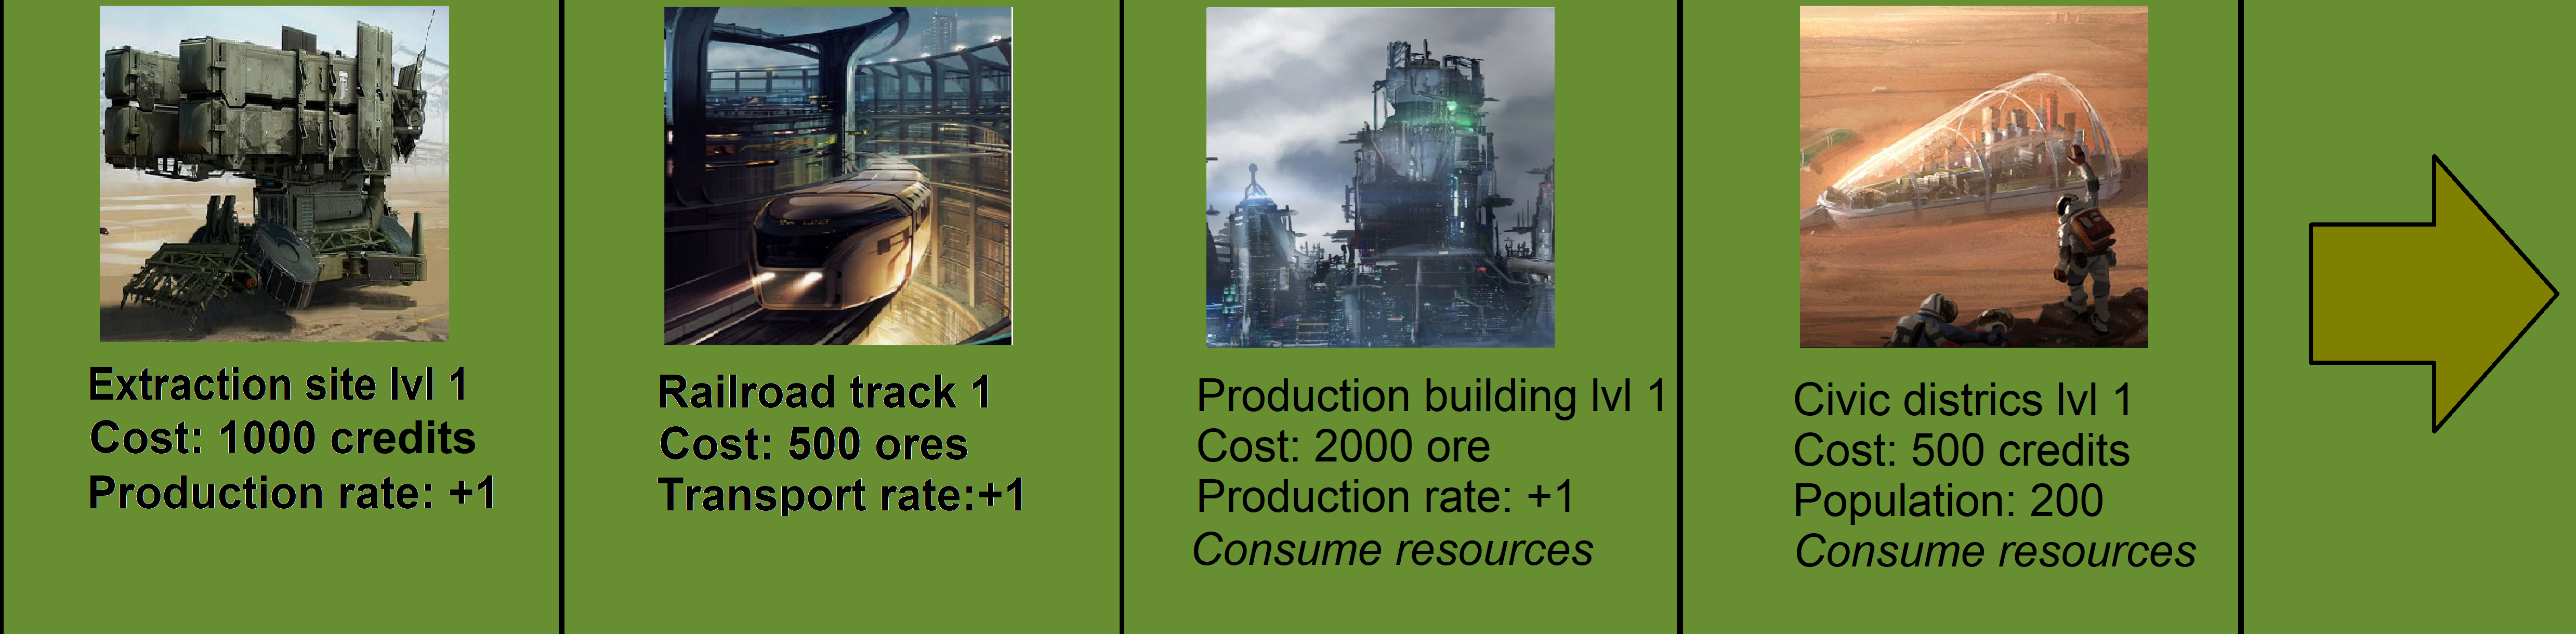 Extraction site lvl 1
Cost: 1000 credits
Production rate: +1
Railroad track 1
Cost: 500 ores
Transport rate:+1
Production building lvl 1
Cost: 2000 ore
Production rate: +1
Consume resources
Civic districs lvl 1
Cost: 500 credits
Population: 200
Consume resources